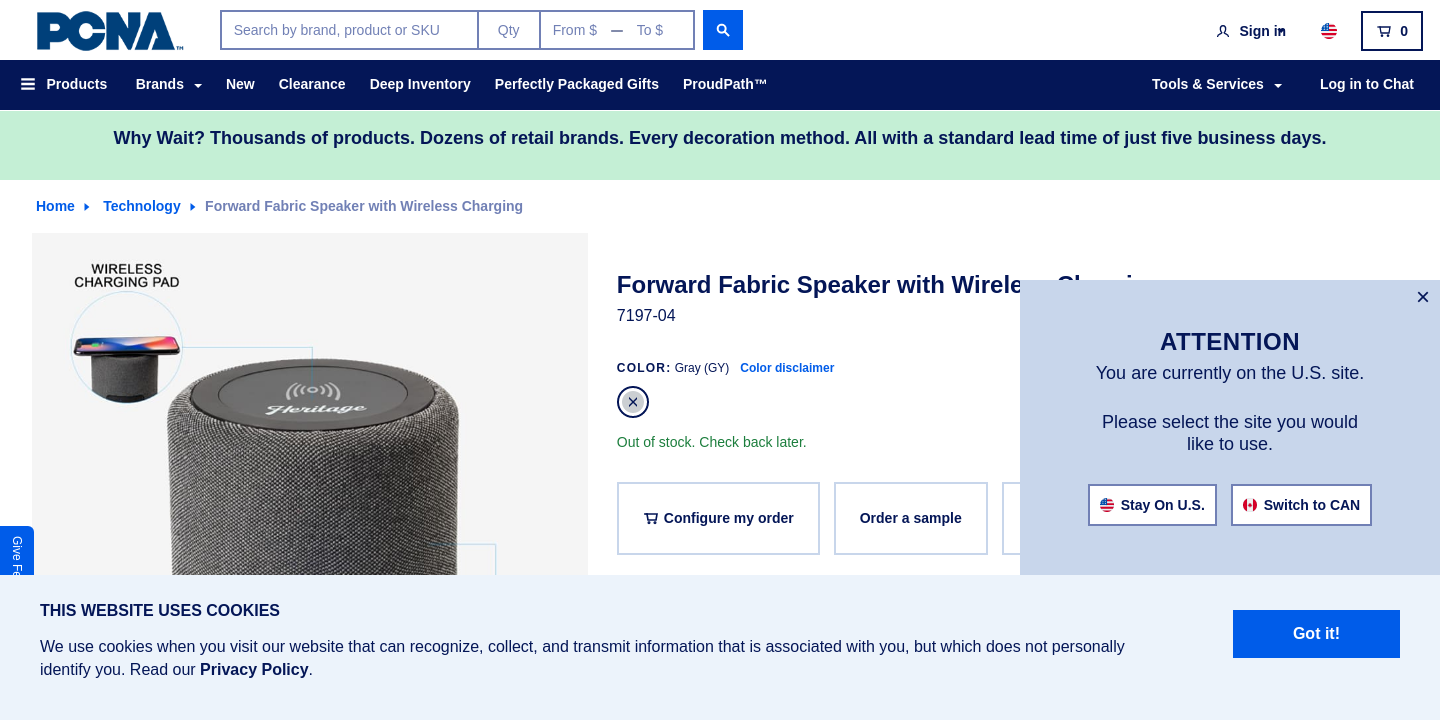 PCNA™
Search by brand, product or SKU
Qty
From $ — To $
Sign in
0
Products
Brands
New
Clearance
Deep Inventory
Perfectly Packaged Gifts
ProudPath™
Tools & Services
Log in to Chat
Why Wait? Thousands of products. Dozens of retail brands. Every decoration method. All with a standard lead time of just five business days.
Home
Technology
Forward Fabric Speaker with Wireless Charging
WIRELESS
CHARGING PAD
Heritage
Forward Fabric Speaker with
7197-04
COLOR: Gray (GY) Color disclaimer
Out of stock. Check back later.
Configure my order
Order a sample
ATTENTION
You are currently on the U.S. site.
Please select the site you would
like to use.
Stay On U.S.
Switch to CAN
Give
THIS WEBSITE USES COOKIES
We use cookies when you visit our website that can recognize, collect, and transmit information that is associated with you, but which does not personally
identify you. Read our Privacy Policy.
Got it!